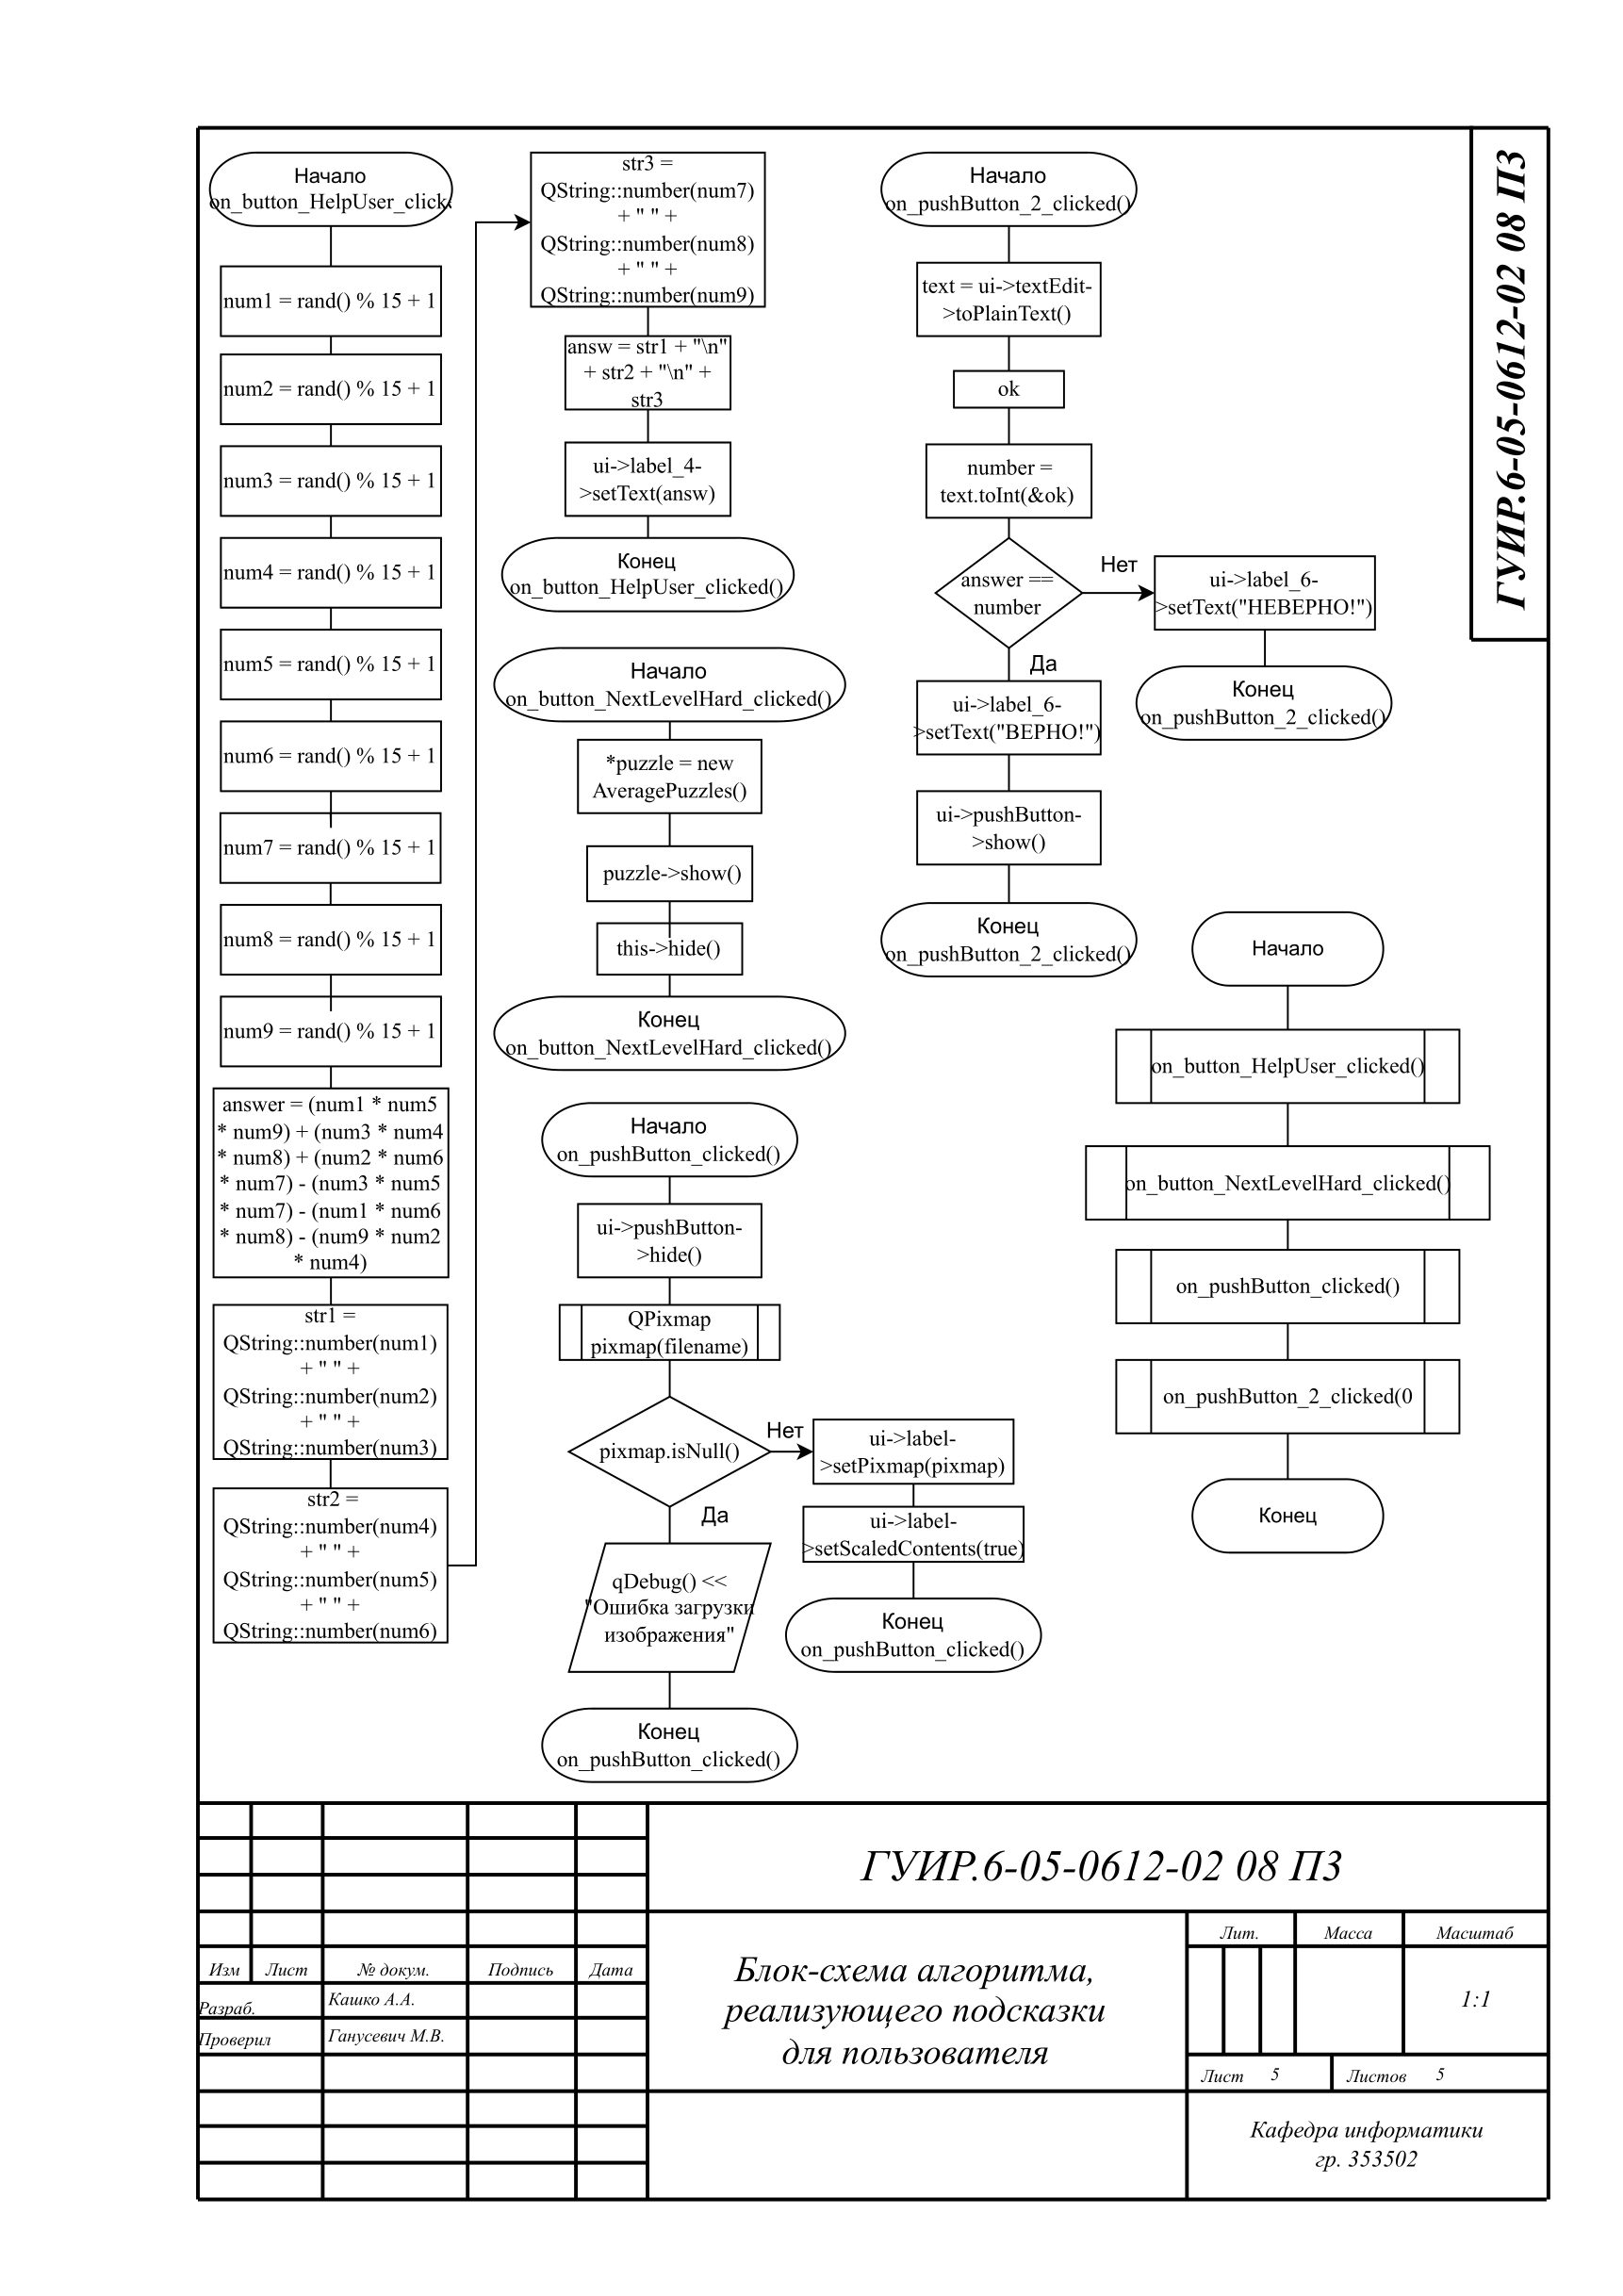 Начало
on_button_HelpUser_click
num1 = rand() % 15 + 1
num2 = rand() % 15 + 1
num3 = rand() % 15 + 1
num4 = rand() % 15 + 1
num5 = rand() % 15 + 1
num6 = rand() % 15 + 1
num7 = rand() % 15 + 1
num8 = rand() % 15 + 1
num9 = rand() % 15 + 1
answer = (num1 * num5
* num9) + (num3 * num4
* num8) + (num2 * num6
* num7) - (num3 * num5
* num7) - (num1 * num6
* num8) - (num9 * num2
* num4)
str1 =
QString::number(num1)
+ " " +
QString::number(num2)
+ " " +
QString::number(num3)
str2 =
QString::number(num4)
+ " " +
QString::number(num5)
+ " " +
QString::number(num6)
str3 =
QString::number(num7)
+ " " +
QString::number(num8)
+ " " +
QString::number(num9)
answ = str1 + "\n"
+ str2 + "\n" +
str3
ui->label_4-
>setText(answ)
Конец
on_button_HelpUser_clicked()
Начало
on_button_NextLevelHard_clicked()
*puzzle = new
AveragePuzzles()
puzzle->show()
this->hide()
Конец
on_button_NextLevelHard_clicked()
Начало
on_pushButton_clicked()
ui->pushButton-
>hide()
QPixmap
pixmap(filename)
pixmap.isNull()
Нет
ui->label-
>setPixmap(pixmap)
ui->label-
>setScaledContents(true)
Конец
on_pushButton_clicked()
Да
qDebug() <<
"Ошибка загрузки
изображения"
Конец
on_pushButton_clicked()
Начало
on_pushButton_2_clicked()
text = ui->textEdit-
>toPlainText()
ok
number =
text.toInt(&ok)
answer ==
number
Нет
ui->label_6-
>setText("НЕВЕРНО!")
Конец
on_pushButton_2_clicked()
Да
ui->label_6-
>setText("ВЕРНО!")
ui->pushButton-
>show()
Конец
on_pushButton_2_clicked()
Начало
on_button_HelpUser_clicked()
on_button_NextLevelHard_clicked()
on_pushButton_clicked()
on_pushButton_2_clicked(0
Конец
ГУИР.6-05-0612-02 08 ПЗ
ГУИР.6-05-0612-02 08 ПЗ
Изм Лист № докум. Подпись Дата
Разраб. Кашко А.А.
Проверил Ганусевич М.В.
Блок-схема алгоритма,
реализующего подсказки
для пользователя
Лит. Масса Масштаб
1:1
Лист 5 Листов 5
Кафедра информатики
гр. 353502